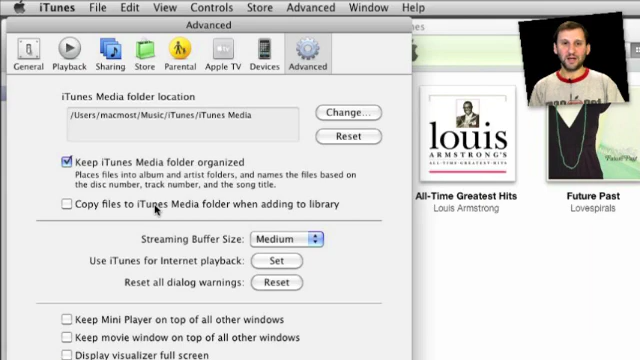 iTunes File Edit View Controls Store Advanced Window Help
Advanced
General Playback Sharing Store Parental Apple TV Devices Advanced
iTunes Media folder location
/Users/macmost/Music/iTunes/iTunes Media
Change...
Reset
Keep iTunes Media folder organized
Places files into album and artist folders, and names the files based on
the disc number, track number, and the song title.
Copy files to iTunes Media folder when adding to library
Streaming Buffer Size: Medium
Use iTunes for Internet playback: Set
Reset all dialog warnings: Reset
Keep Mini Player on top of all other windows
Keep movie window on top of all other windows
Display visualizer full screen
louis
ARMSTRONG'S
All-Time Greatest Hits
Louis Armstrong
Future Past
Lovespirals